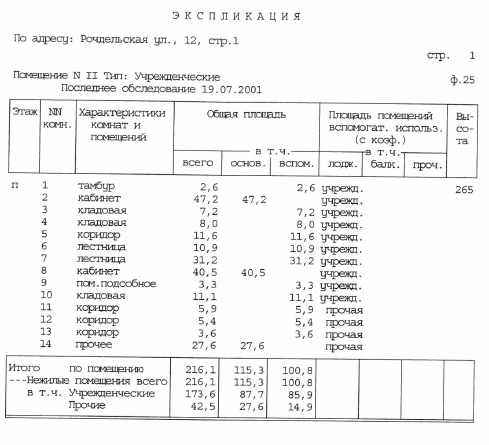 ЭКСПЛИКАЦИЯ
По адресу: Рочдельская ул., 12, стр.1
стр. 1
Помещение N II Тип: Учрежденческие ф.25
Последнее обследование 19.07.2001
Этаж NN Характеристики Общая площадь Площадь помещений Вы-
комн. комнат и вспомогат. использ. со-
помещений (с коэф.) та
в т.ч. в т.ч.
всего основ. вспом. лодж. балк. проч.
п 1 тамбур 2,6 2,6 учрежд. 265
2 кабинет 47,2 47,2 учрежд.
3 кладовая 7,2 7,2 учрежд.
4 кладовая 8,0 8,0 учрежд.
5 коридор 11,6 11,6 учрежд.
6 лестница 10,9 10,9 учрежд.
7 лестница 31,2 31,2 учрежд.
8 кабинет 40,5 40,5 учрежд.
9 пом.подсобное 3,3 3,3 учрежд.
10 кладовая 11,1 11,1 учрежд.
11 коридор 5,9 5,9 прочая
12 коридор 5,4 5,4 прочая
13 коридор 3,6 3,6 прочая
14 прочее 27,6 27,6 прочая
Итого по помещению 216,1 115,3 100,8
---Нежилые помещения всего 216,1 115,3 100,8
в т.ч. Учрежденческие 173,6 87,7 85,9
Прочие 42,5 27,6 14,9